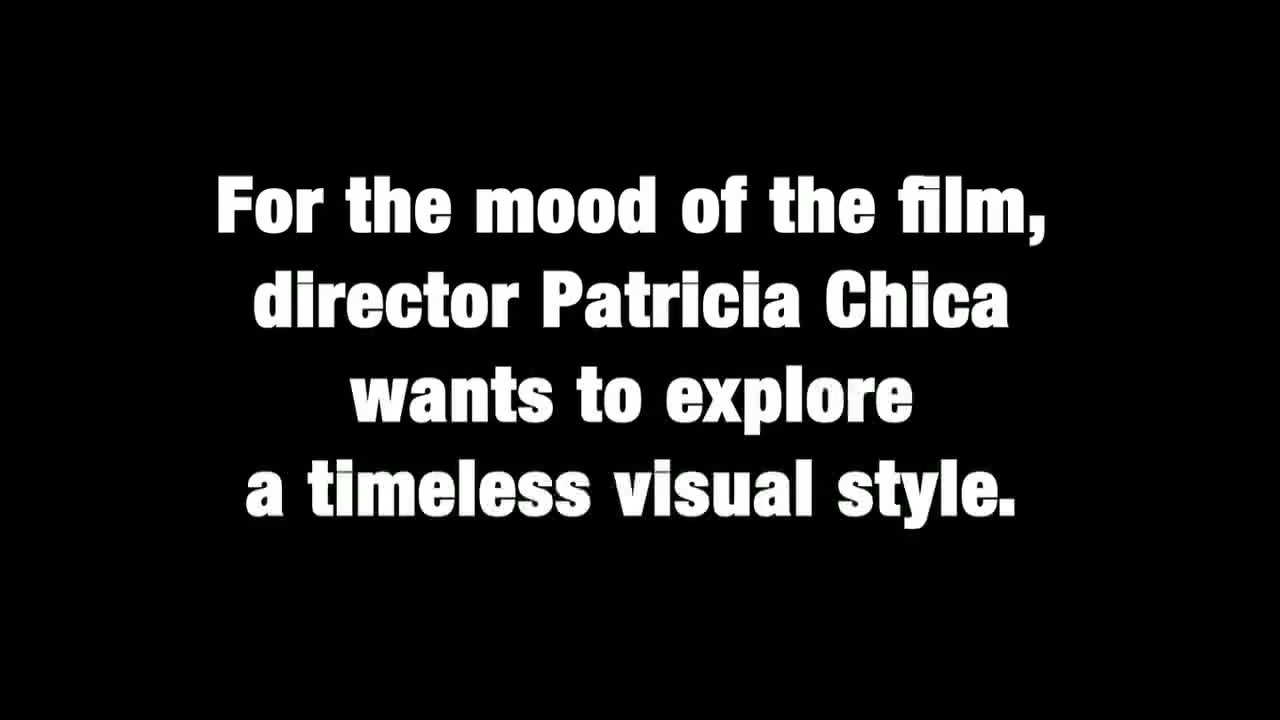 For the mood of the film,
director Patricia Chica
wants to explore
a timeless visual style.